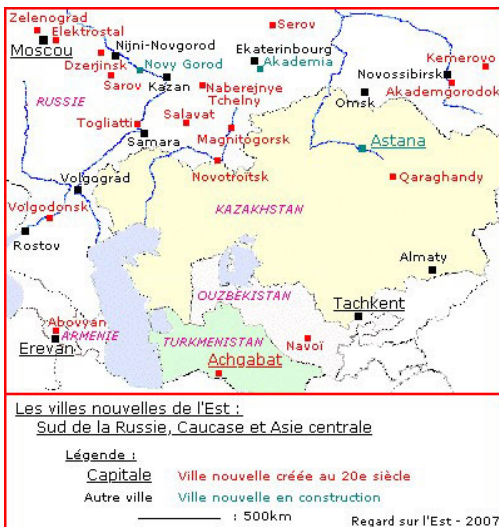 Zelenograd
Elektrostal
Moscou
Nijni-Novgorod
Dzerjinsk
Novy Gorod
Sarov
Kazan
Serov
Ekaterinbourg
Akademia
Naberejnye
Tchelny
Kemerovo
Novossibirsk
Akademgorodok
Omsk
RUSSIE
Togliatti
Salavat
Samara
Magnitogorsk
Novotroïtsk
Astana
Qaraghandy
Volgograd
Volgodonsk
Rostov
KAZAKHSTAN
Almaty
OUZBEKISTAN
Tachkent
Abovyan
ARMENIE
Erevan
TURKMENISTAN
Navoï
Achgabat
Les villes nouvelles de l'Est :
Sud de la Russie, Caucase et Asie centrale
Légende :
Capitale Ville nouvelle créée au 20e siècle
Autre ville Ville nouvelle en construction
: 500km
Regard sur l'Est - 2007